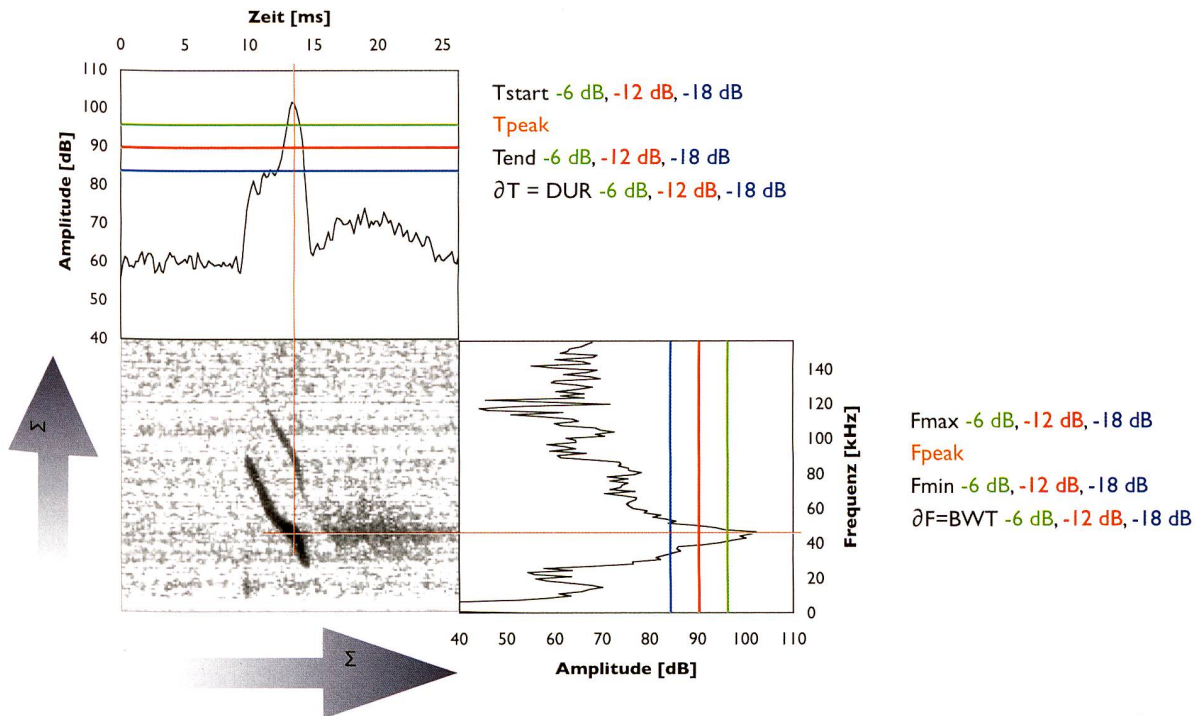 Zeit [ms]
0 5 10 15 20 25
Amplitude [dB]
110
100
90
80
70
60
50
40
Tstart -6 dB, -12 dB, -18 dB
Tpeak
Tend -6 dB, -12 dB, -18 dB
∂T = DUR -6 dB, -12 dB, -18 dB
Σ
140
120
100
80
60
40
20
0
Frequenz [kHz]
Fmax -6 dB, -12 dB, -18 dB
Fpeak
Fmin -6 dB, -12 dB, -18 dB
∂F=BWT -6 dB, -12 dB, -18 dB
40 50 60 70 80 90 100 110
Amplitude [dB]
Σ